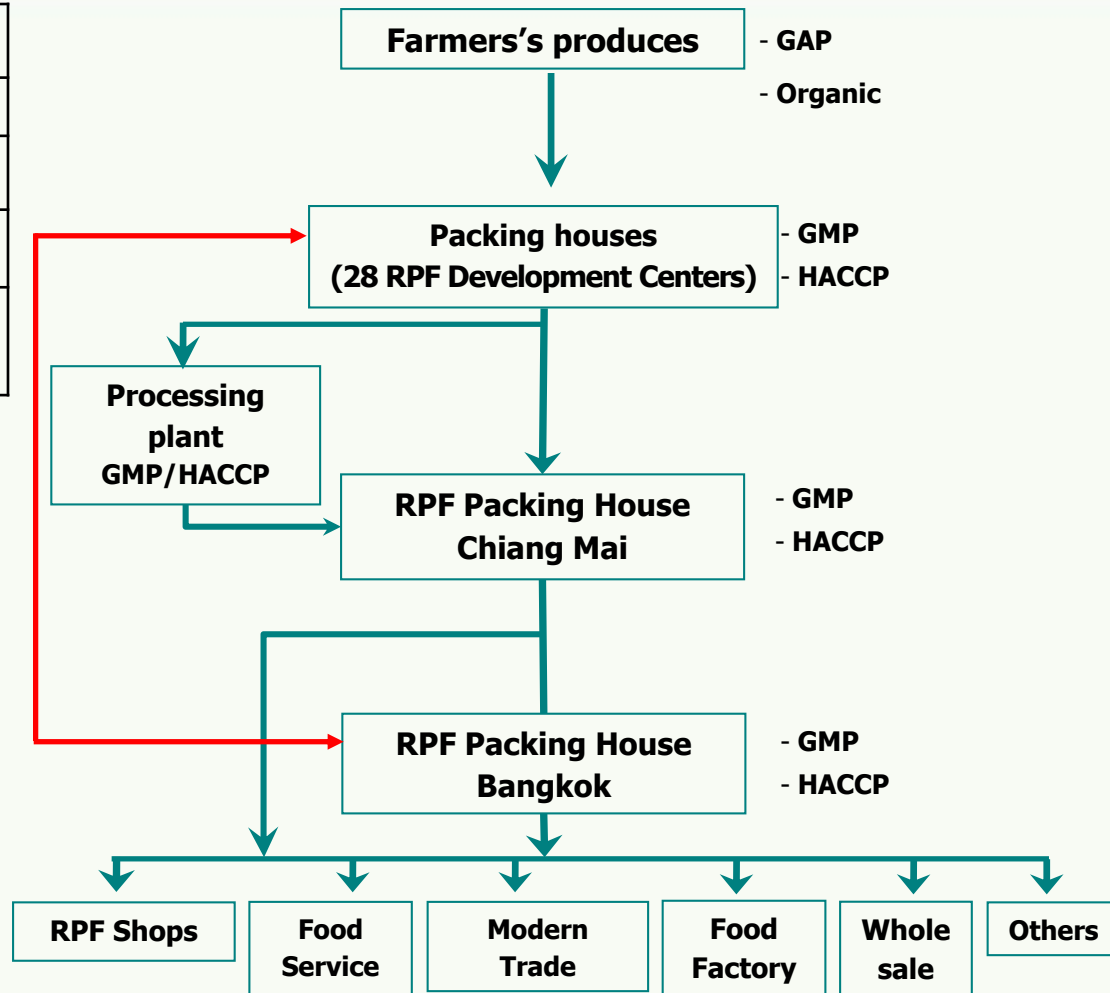 Farmers's produces
- GAP
- Organic
Packing houses
(28 RPF Development Centers)
- GMP
- HACCP
Processing
plant
GMP/HACCP
RPF Packing House
Chiang Mai
- GMP
- HACCP
RPF Packing House
Bangkok
- GMP
- HACCP
RPF Shops
Food
Service
Modern
Trade
Food
Factory
Whole
sale
Others